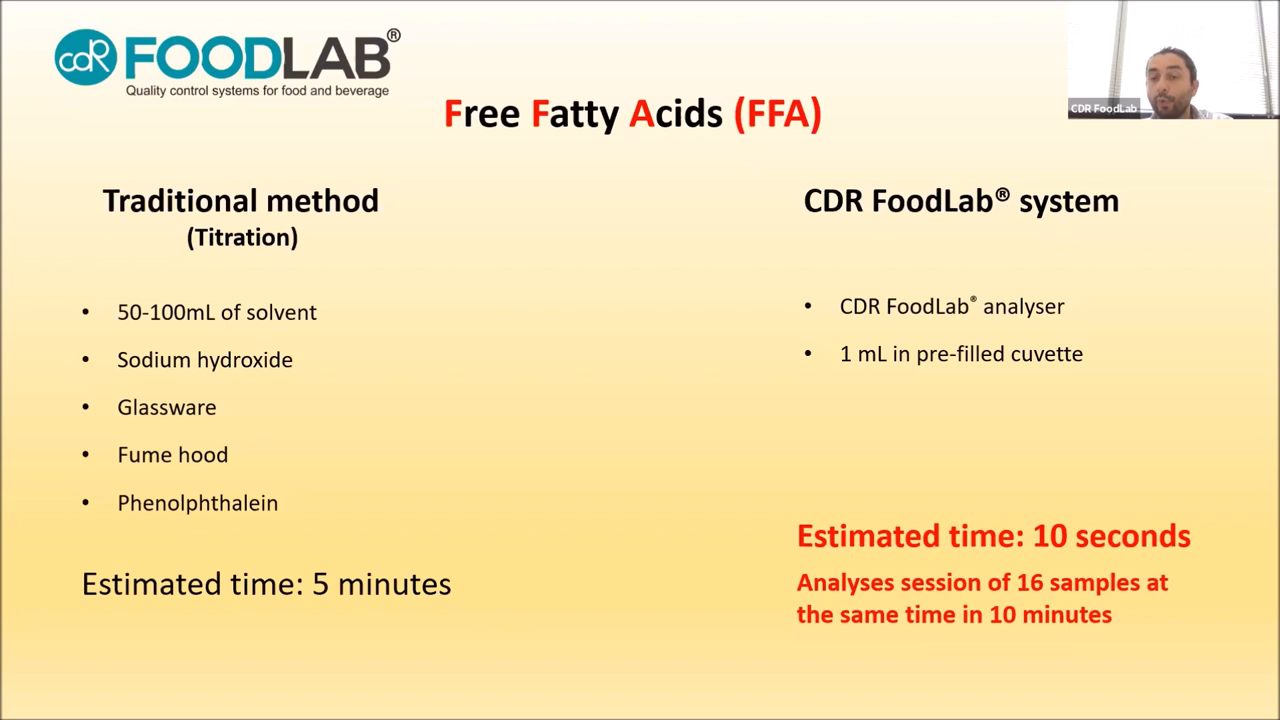 cdR FOODLAB®
Quality control systems for food and beverage
CDR FoodLab
Free Fatty Acids (FFA)
Traditional method
(Titration)
• 50-100mL of solvent
• Sodium hydroxide
• Glassware
• Fume hood
• Phenolphthalein
Estimated time: 5 minutes
CDR FoodLab® system
• CDR FoodLab® analyser
• 1 mL in pre-filled cuvette
Estimated time: 10 seconds
Analyses session of 16 samples at
the same time in 10 minutes